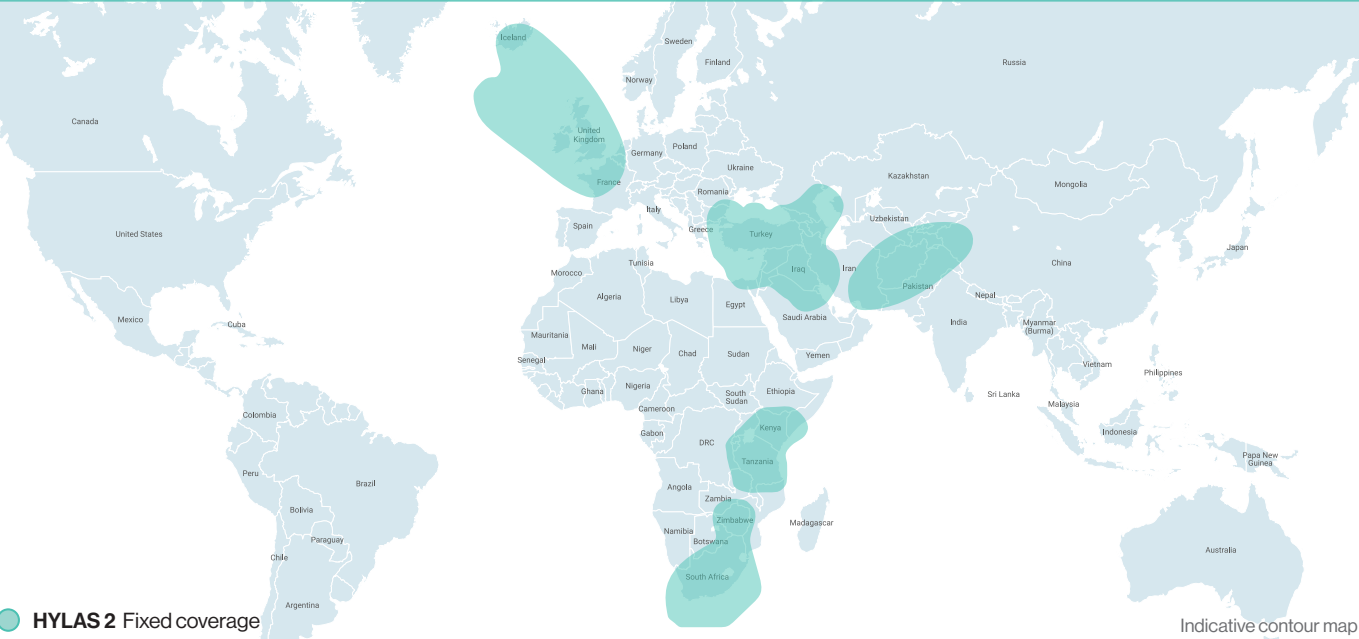 Iceland
Sweden
Finland
Russia
Norway
Canada
United
Kingdom
Germany
Poland
Ukraine
France
Kazakhstan
Mongolia
Romania
Italy
Uzbekistan
Spain
Greece
Turkey
United States
Japan
Tunisia
Iraq
Iran
China
Morocco
Algeria
Libya
Egypt
Pakistan
Nepal
Saudi Arabia
Mexico
Cuba
India
Myanmar
(Burma)
Mauritania
Mali
Niger
Chad
Sudan
Yemen
Senegal
Vietnam
Philippines
Ghana
Nigeria
South
Sudan
Ethiopia
Sri Lanka
Malaysia
Colombia
Cameroon
Kenya
Gabon
DRC
Indonesia
Tanzania
Papa New
Guinea
Peru
Brazil
Angola
Zambia
Bolivia
Zimbabwe
Madagascar
Namibia
Botswana
Paraguay
Chile
South Africa
Australia
Argentina
HYLAS 2 Fixed coverage
Indicative contour map